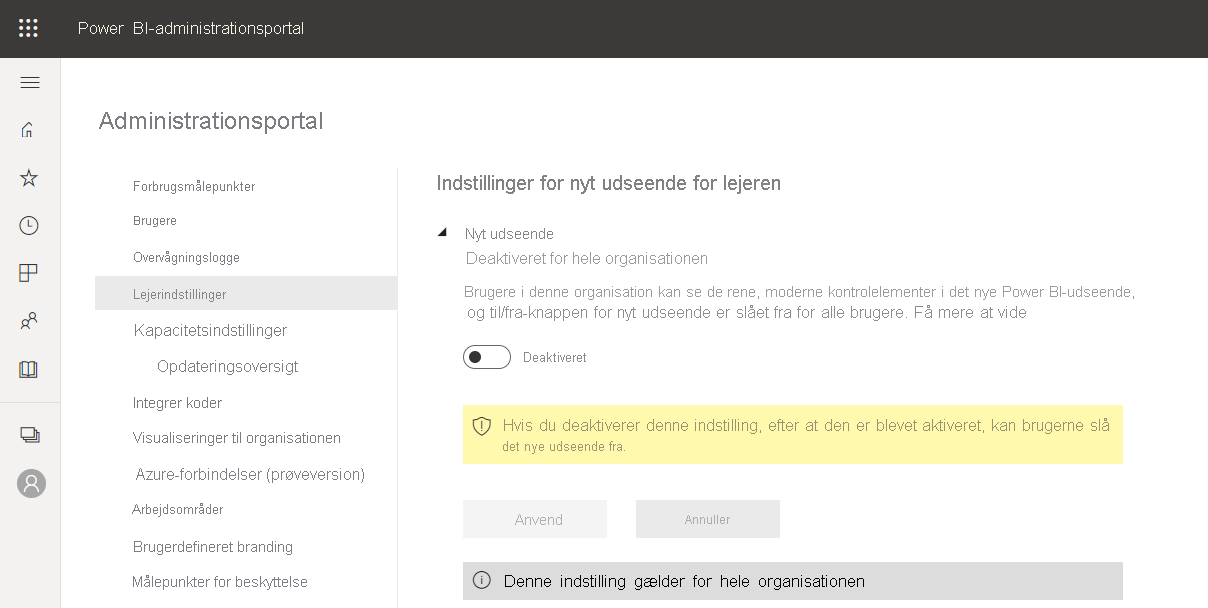 Power BI-administrationsportal
Administrationsportal
Forbrugsmålepunkter
Brugere
Overvågningslogge
Lejerindstillinger
Kapacitetsindstillinger
Opdateringsoversigt
Integrer koder
Visualiseringer til organisationen
Azure-forbindelser (prøveversion)
Arbejdsområder
Brugerdefineret branding
Målepunkter for beskyttelse
Indstillinger for nyt udseende for lejeren
Nyt udseende
Deaktiveret for hele organisationen
Brugere i denne organisation kan se de rene, moderne kontrolelementer i det nye Power BI-udseende,
og til/fra-knappen for nyt udseende er slået fra for alle brugere. Få mere at vide
Deaktiveret
Hvis du deaktiverer denne indstilling, efter at den er blevet aktiveret, kan brugerne slå
det nye udseende fra.
Anvend
Annuller
Denne indstilling gælder for hele organisationen